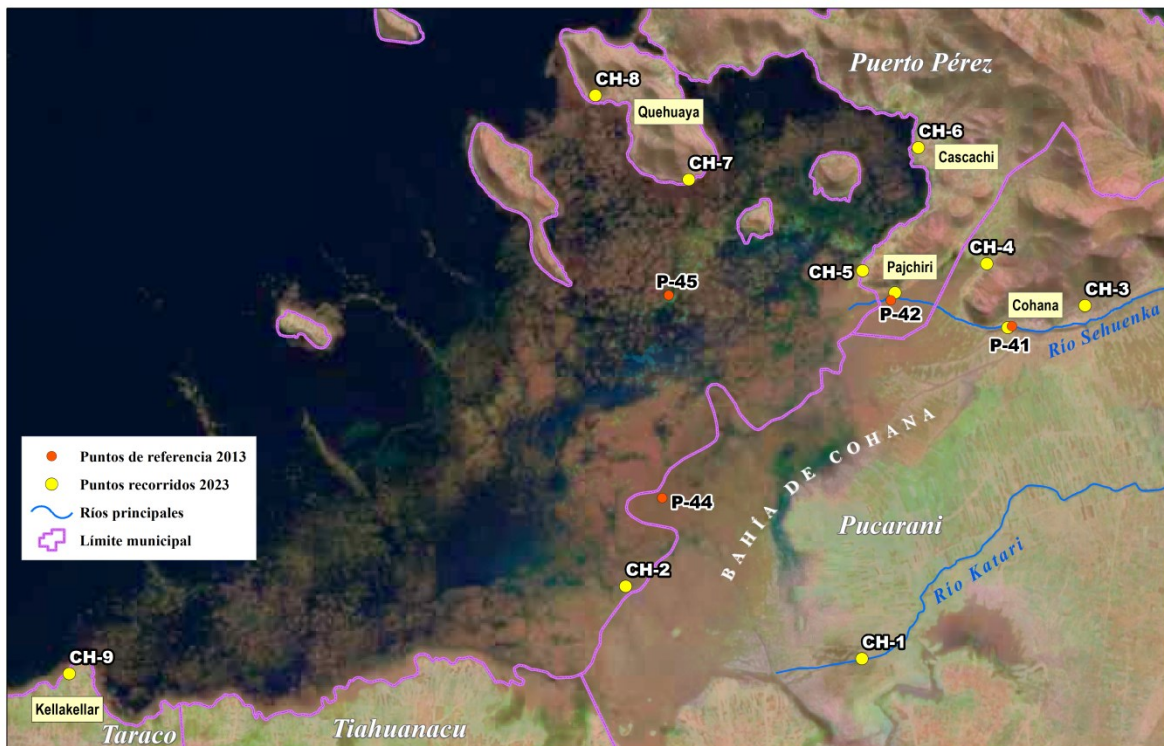 Puerto Pérez
CH-8
Quehuaya
CH-6
Cascachi
CH-7
CH-4
CH-5
Pajchiri
P-45
CH-3
P-42
Cohana
P-41
Río Sehuenka
Puntos de referencia 2013
Puntos recorridos 2023
Ríos principales
Límite municipal
BAHÍA DE COHANA
P-44
Pucarani
Río Katari
CH-2
CH-1
CH-9
Kellakellar
Taraco
Tiahuanacu